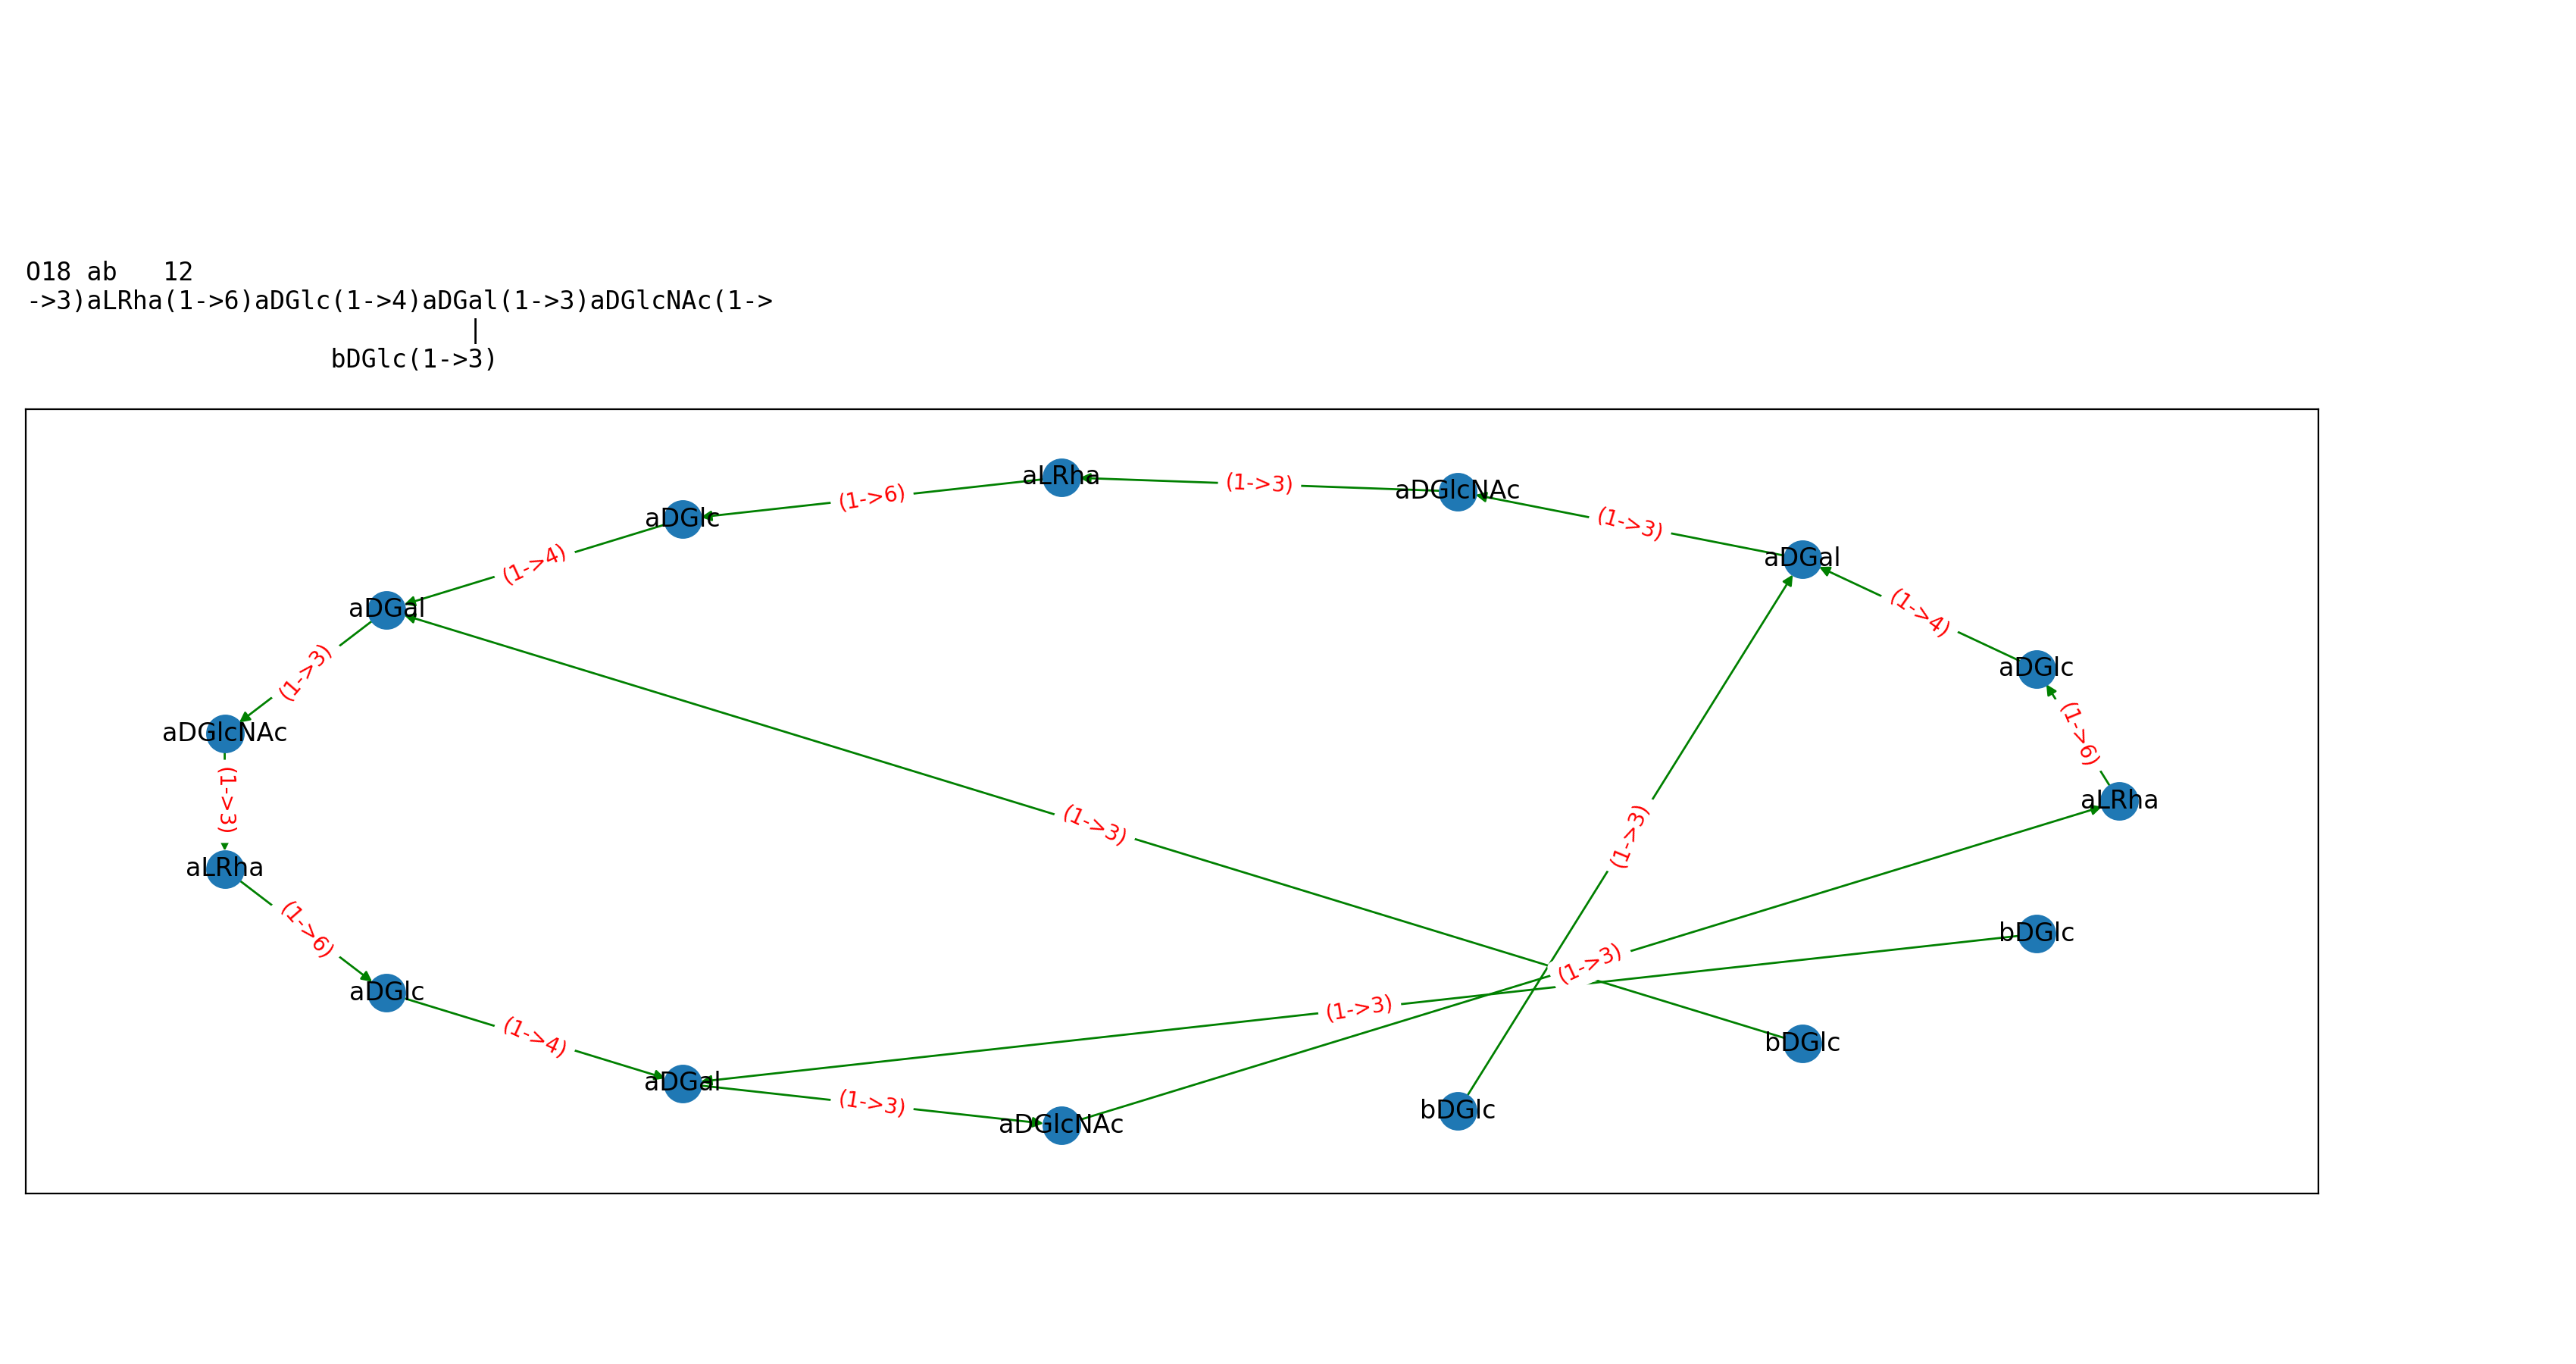 O18 ab   12
->3)aLRha(1->6)aDGlc(1->4)aDGal(1->3)aDGlcNAc(1->
|
bDGlc(1->3)
aLRha
(1->3)
aDGlcNAc
(1->6)
aDGlc
(1->3)
aDGal
(1->4)
aDGal
(1->4)
aDGlc
(1->3)
aDGlcNAc
(1->6)
(1->3)
aLRha
(1->3)
(1->3)
aLRha
(1->6)
bDGlc
(1->3)
aDGlc
(1->3)
(1->4)
bDGlc
aDGal
(1->3)
bDGlc
aDGlcNAc